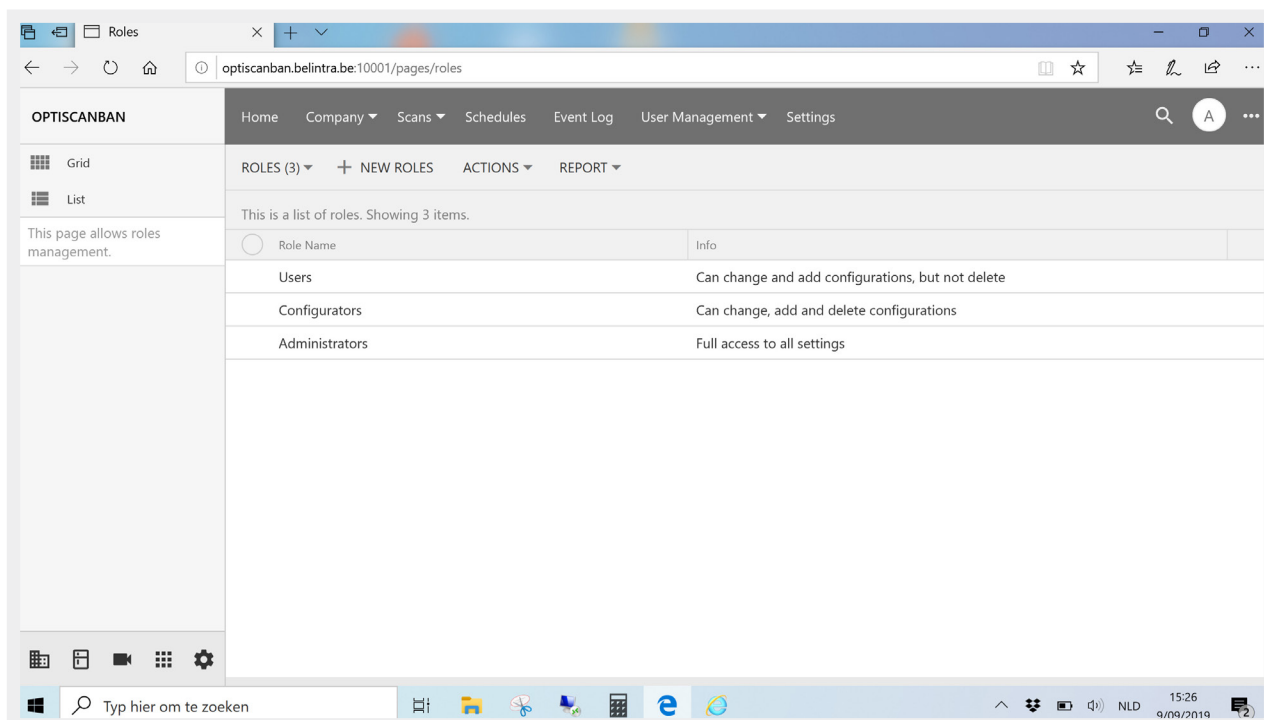 Roles
optiscanban.belintra.be:10001/pages/roles
OPTISCANBAN
Home Company Scans Schedules Event Log User Management Settings
A
Grid
List
This page allows roles
management.
ROLES (3) + NEW ROLES ACTIONS REPORT
This is a list of roles. Showing 3 items.
Role Name Info
Users Can change and add configurations, but not delete
Configurators Can change, add and delete configurations
Administrators Full access to all settings
Typ hier om te zoeken
NLD
15:26
9/09/2019
2